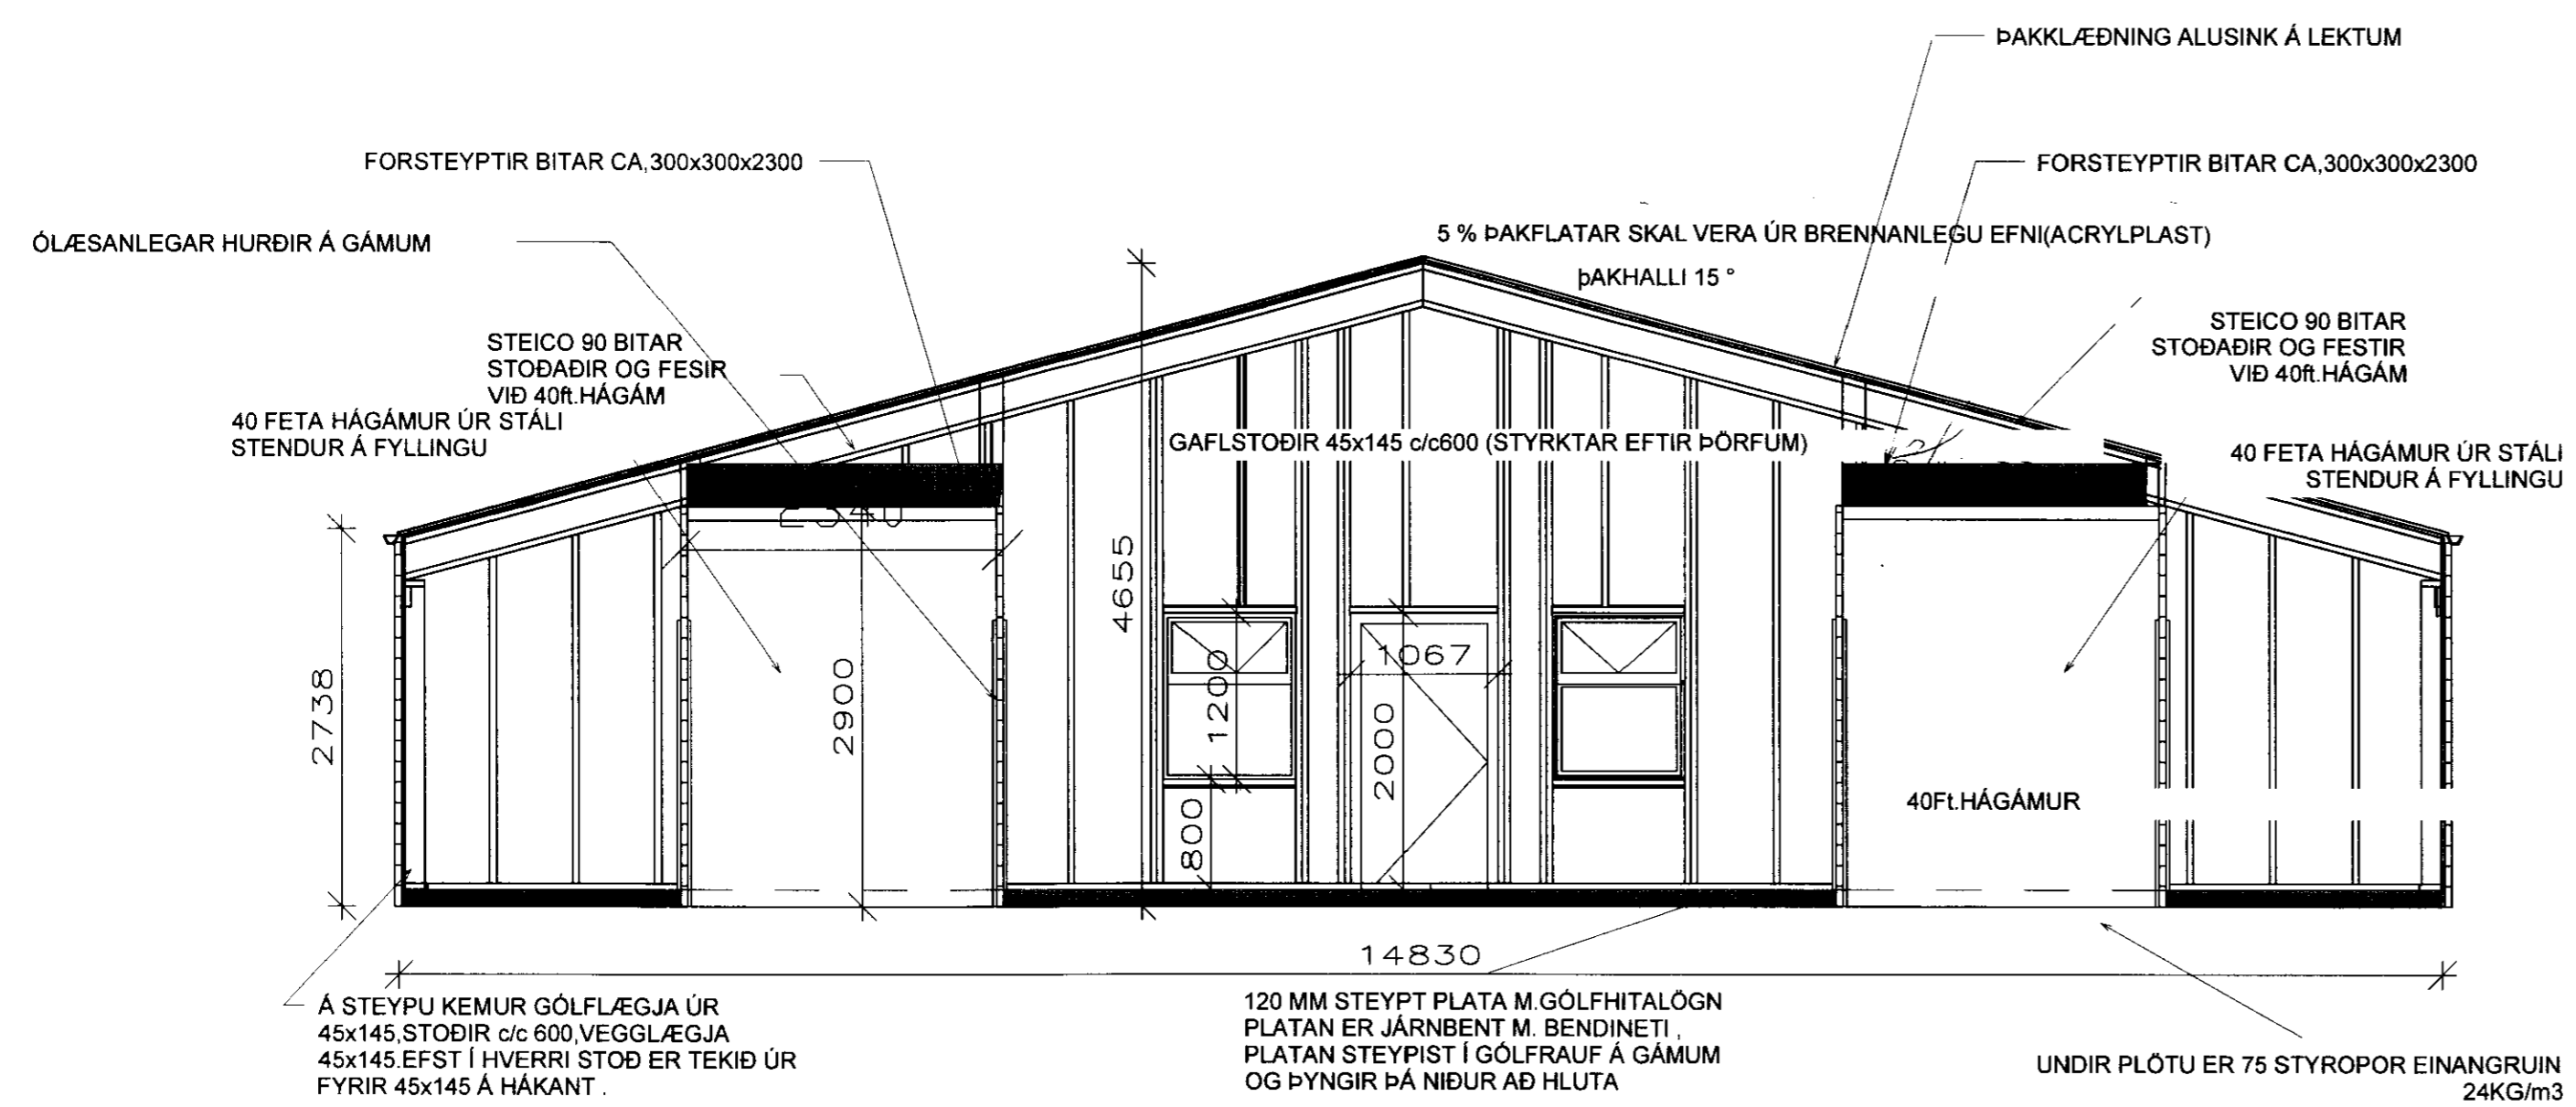 ÞAKKLÆÐNING ALUSINK Á LEKTUM
FORSTEYPTIR BITAR CA,300x300x2300
FORSTEYPTIR BITAR CA,300x300x2300
ÓLÆSANLEGAR HURÐIR Á GÁMUM
5 % ÞAKFLATAR SKAL VERA ÚR BRENNANLEGU EFNI(ACRYLPLAST)
ÞAKHALLI 15 °
STEICO 90 BITAR
STOÐAÐIR OG FESIR
VIÐ 40ft.HÁGÁM
STEICO 90 BITAR
STOÐAÐIR OG FESTIR
VIÐ 40ft.HÁGÁM
40 FETA HÁGÁMUR ÚR STÁLI
STENDUR Á FYLLINGU
GAFLSTOÐIR 45x145 c/c600 (STYRKTAR EFTIR ÞÖRFUM)
40 FETA HÁGÁMUR ÚR STÁLI
STENDUR Á FYLLINGU
2738
2900
4655
1200
800
1067
2000
40Ft.HÁGÁMUR
14830
Á STEYPU KEMUR GÓLFLÆGJA ÚR
45x145,STOÐIR c/c 600,VEGGLÆGJA
45x145.EFST Í HVERRI STOÐ ER TEKIÐ ÚR
FYRIR 45x145 Á HÁKANT .
120 MM STEYPT PLATA M.GÓLFHITALÖGN
PLATAN ER JÁRNBENT M. BENDINETI ,
PLATAN STEYPIST Í GÓLFRAUF Á GÁMUM
OG ÞYNGIR ÞÁ NIÐUR AÐ HLUTA
UNDIR PLÖTU ER 75 STYROPOR EINANGRUIN
24KG/m3